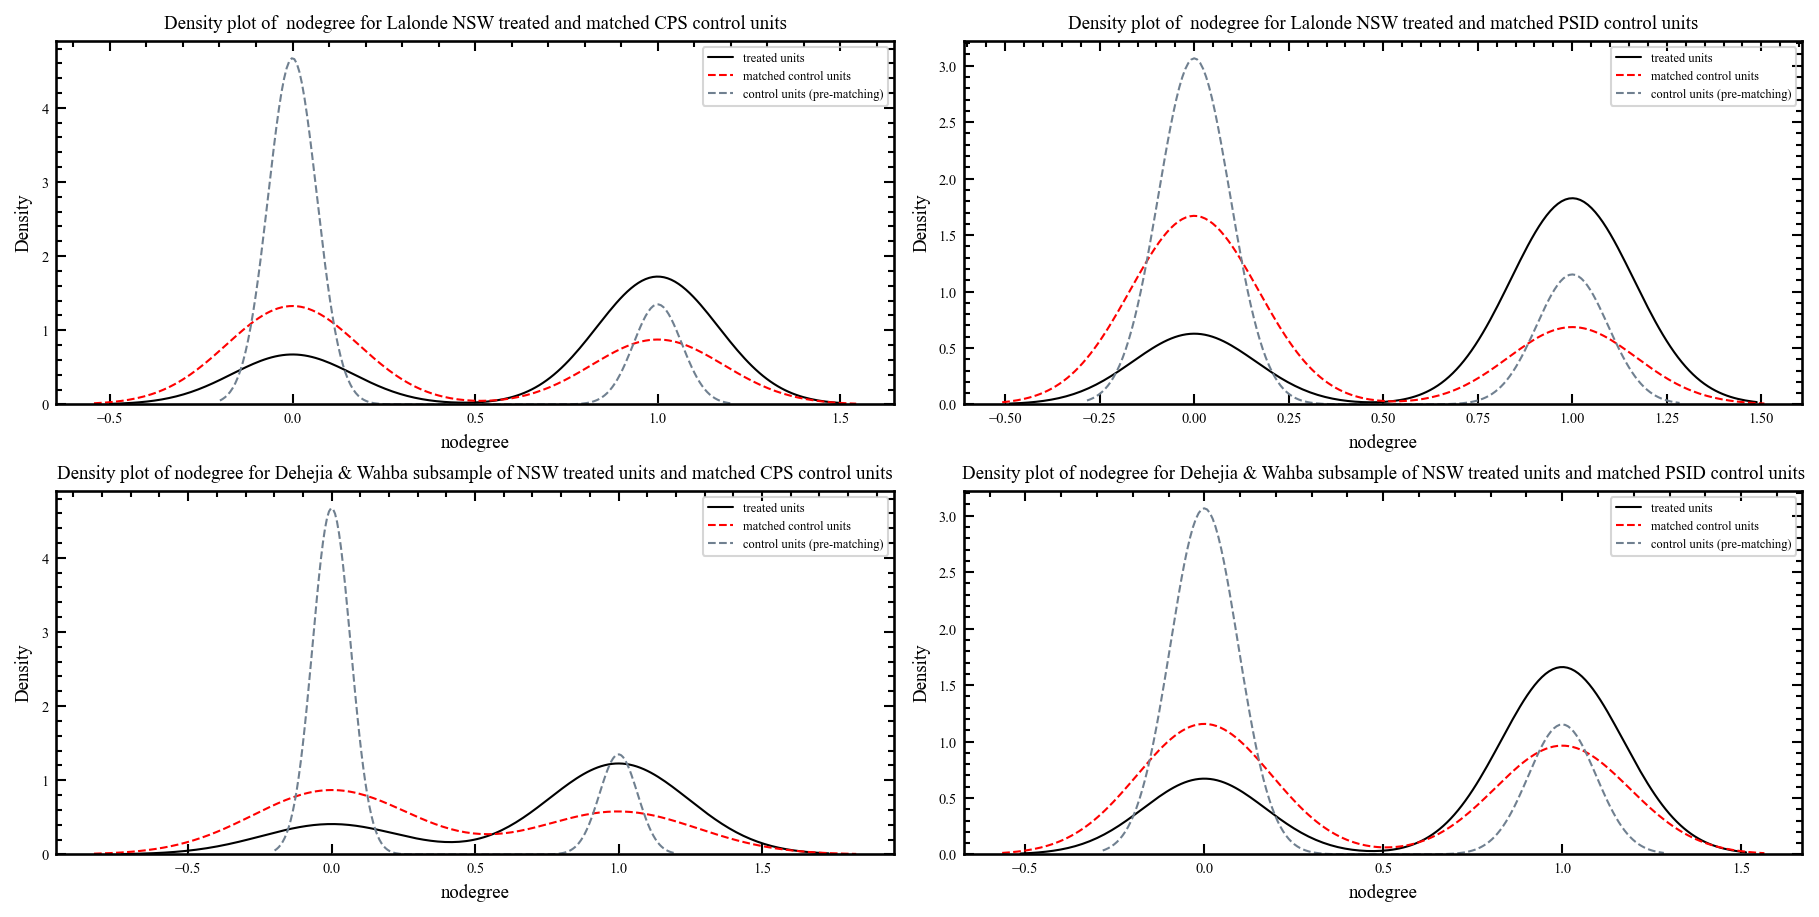 Density plot of  nodegree for Lalonde NSW treated and matched CPS control units
treated units
matched control units
control units (pre-matching)
Density
4
3
2
1
0
−0.5 0.0 0.5 1.0 1.5
nodegree
Density plot of  nodegree for Lalonde NSW treated and matched PSID control units
treated units
matched control units
control units (pre-matching)
Density
3.0
2.5
2.0
1.5
1.0
0.5
0.0
−0.50 −0.25 0.00 0.25 0.50 0.75 1.00 1.25 1.50
nodegree
Density plot of nodegree for Dehejia & Wahba subsample of NSW treated units and matched CPS control units
treated units
matched control units
control units (pre-matching)
Density
4
3
2
1
0
−0.5 0.0 0.5 1.0 1.5
nodegree
Density plot of nodegree for Dehejia & Wahba subsample of NSW treated units and matched PSID control units
treated units
matched control units
control units (pre-matching)
Density
3.0
2.5
2.0
1.5
1.0
0.5
0.0
−0.5 0.0 0.5 1.0 1.5
nodegree